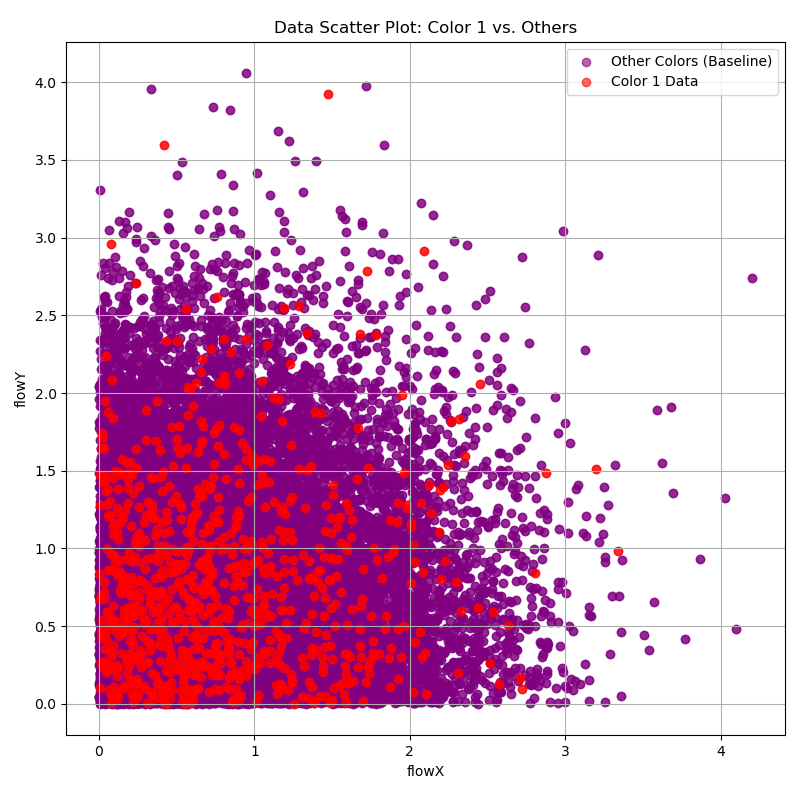 Data Scatter Plot: Color 1 vs. Others
Other Colors (Baseline)
Color 1 Data
4.0
3.5
3.0
2.5
2.0
1.5
1.0
0.5
0.0
flowY
0 1 2 3 4
flowX